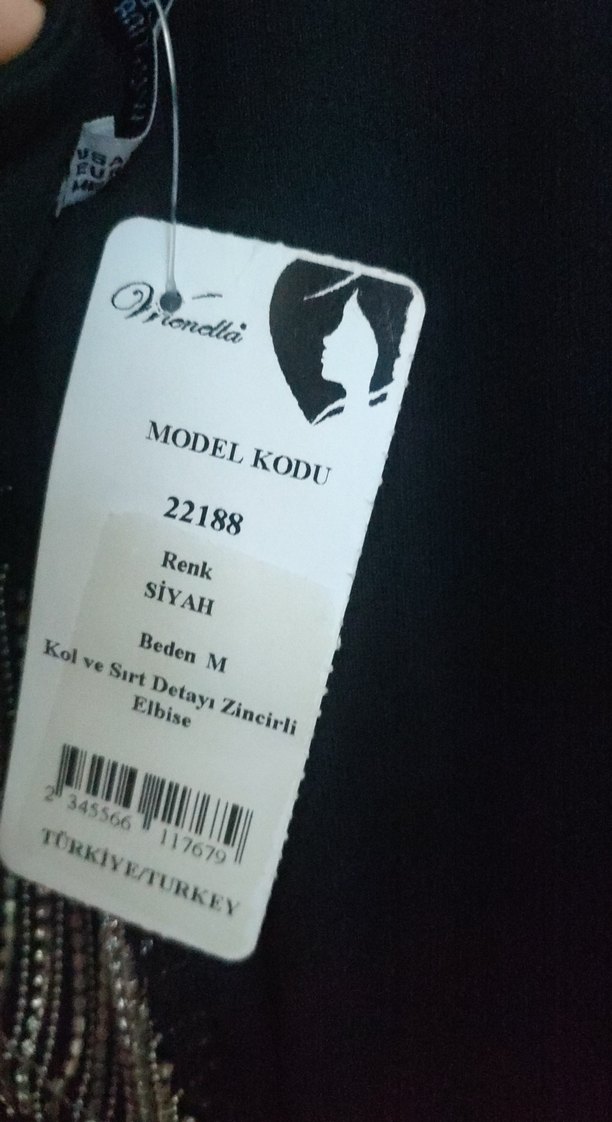 USA
MODEL KODU
22188
Renk
SİYAH
Beden M
Kol ve Sırt Detayı Zincirli
Elbise
2 345566 117679
TÜRKİYE/TURKEY